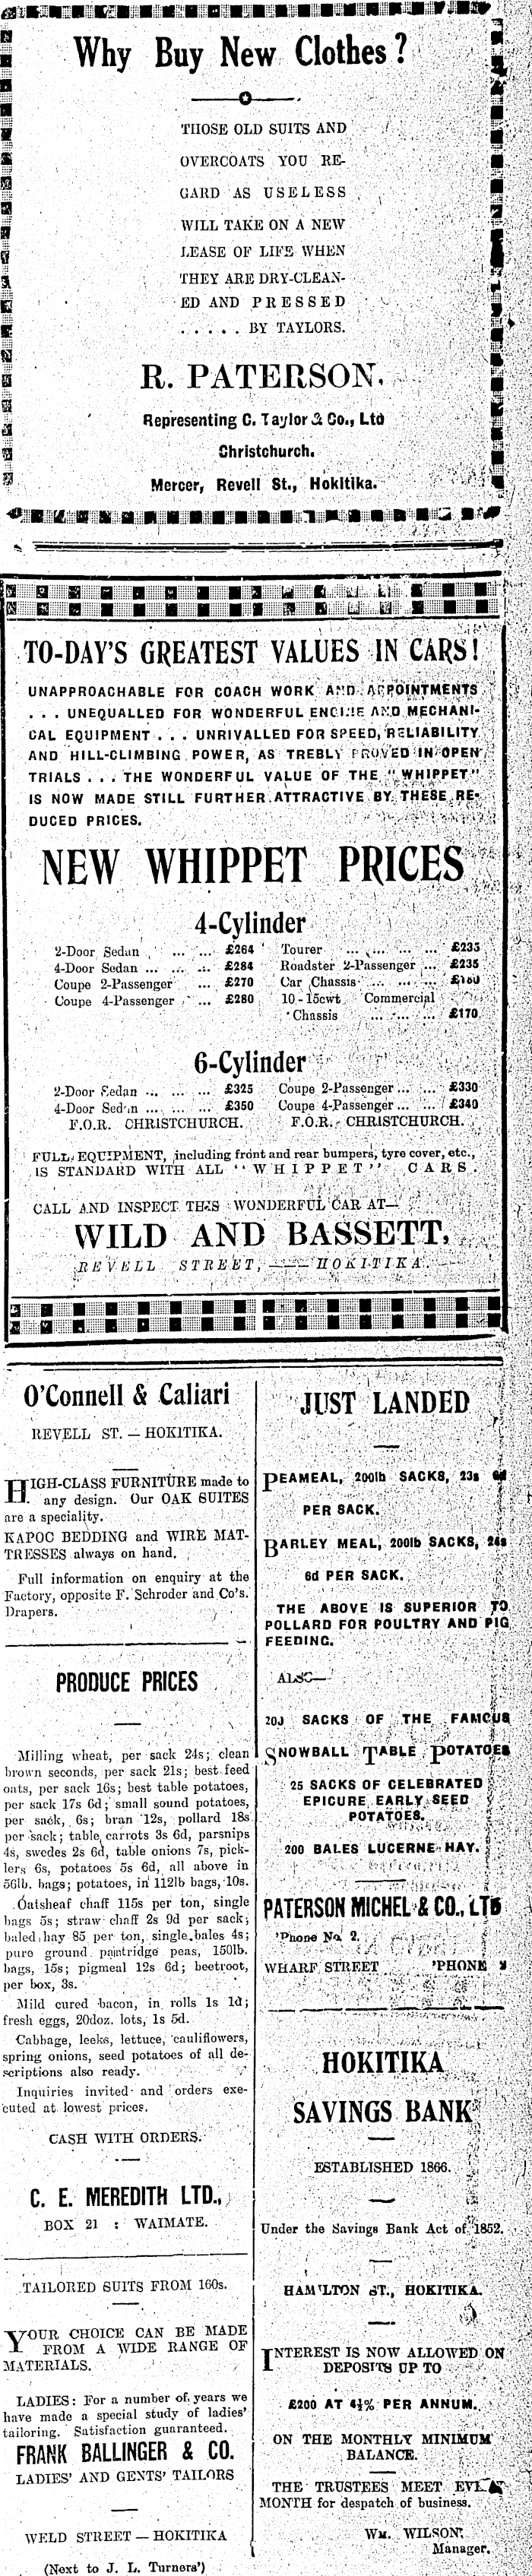 Why Buy New Clothes?
THOSE OLD SUITS AND
OVERCOATS YOU RE-
GARD AS USELESS
WILL TAKE ON A NEW
LEASE OF LIFE WHEN
THEY ARE DRY-CLEAN-
ED AND PRESSED
..... BY TAYLORS.
R. PATERSON.
Representing C. Taylor & Co., Ltd
Christchurch.
Mercer, Revell St., Hokitika.
TO-DAY'S GREATEST VALUES IN CARS!
UNAPPROACHABLE FOR COACH WORK AND APPOINTMENTS
... UNEQUALLED FOR WONDERFUL ENGINE AND MECHANI-
CAL EQUIPMENT ... UNRIVALLED FOR SPEED, RELIABILITY
AND HILL-CLIMBING POWER, AS TREBLY PROVED IN OPEN
TRIALS ... THE WONDERFUL VALUE OF THE "WHIPPET"
IS NOW MADE STILL FURTHER ATTRACTIVE BY THESE RE-
DUCED PRICES.
NEW WHIPPET PRICES
4-Cylinder
2-Door Sedan ... ... £264
4-Door Sedan ... ... ... £284
Coupe 2-Passenger ... £270
Coupe 4-Passenger ... £280
Tourer ... ... ... ... £235
Roadster 2-Passenger ... £235
Car Chassis ... ... ...
10-15cwt Commercial
Chassis ... ... ... £170
6-Cylinder
2-Door Sedan ... ... ... £325
4-Door Sedan ... ... ... £350
F.O.R. CHRISTCHURCH.
Coupe 2-Passenger ... ... £330
Coupe 4-Passenger ... ... £340
F.O.R. CHRISTCHURCH.
FULL EQUIPMENT, including front and rear bumpers, tyre cover, etc.,
IS STANDARD WITH ALL "WHIPPET" CARS.
CALL AND INSPECT THIS WONDERFUL CAR AT—
WILD AND BASSETT,
REVELL STREET, —— HOKITIKA.
O'Connell & Caliari
REVELL ST. — HOKITIKA.
HIGH-CLASS FURNITURE made to
any design. Our OAK SUITES
are a speciality.
KAPOC BEDDING and WIRE MAT-
TRESSES always on hand.
Full information on enquiry at the
Factory, opposite F. Schroder and Co's.
Drapers.
PRODUCE PRICES
Milling wheat, per sack 24s; clean
brown seconds, per sack 21s; best feed
oats, per sack 16s; best table potatoes,
per sack 17s 6d; small sound potatoes,
per sack, 6s; bran 12s, pollard 18s
per sack; table carrots 3s 6d, parsnips
4s, swedes 2s 6d, table onions 7s, pick-
lers 6s, potatoes 5s 6d, all above in
56lb. bags; potatoes, in 112lb bags, 10s.
Oatsheaf chaff 115s per ton, single
bags 5s; straw chaff 2s 9d per sack;
baled hay 85 per ton, single bales 4s;
pure ground paintridge peas, 150lb.
bags, 15s; pigmeal 12s 6d; beetroot,
per box, 3s.
Mild cured bacon, in rolls 1s 1d;
fresh eggs, 20doz. lots, 1s 5d.
Cabbage, leeks, lettuce, cauliflowers,
spring onions, seed potatoes of all de-
scriptions also ready.
Inquiries invited and orders exe-
cuted at lowest prices.
CASH WITH ORDERS.
C. E. MEREDITH LTD.,
BOX 21 : WAIMATE.
TAILORED SUITS FROM 160s.
YOUR CHOICE CAN BE MADE
FROM A WIDE RANGE OF
MATERIALS.
LADIES: For a number of years we
have made a special study of ladies'
tailoring. Satisfaction guaranteed.
FRANK BALLINGER & CO.
LADIES' AND GENTS' TAILORS
WELD STREET — HOKITIKA
(Next to J. L. Turners')
JUST LANDED
PEAMEAL, 200lb SACKS, 23s 6d
PER SACK.
BARLEY MEAL, 200lb SACKS, 24s
6d PER SACK.
THE ABOVE IS SUPERIOR TO
POLLARD FOR POULTRY AND PIG
FEEDING.
ALSO—
200 SACKS OF THE FAMOUS
SNOWBALL TABLE POTATOES
25 SACKS OF CELEBRATED
EPICURE EARLY SEED
POTATOES.
200 BALES LUCERNE HAY.
PATERSON MICHEL & CO., LTD
'Phone No. 2.
WHARF STREET 'PHONE 2
HOKITIKA
SAVINGS BANK
ESTABLISHED 1866.
Under the Savings Bank Act of 1852.
HAMILTON ST., HOKITIKA.
INTEREST IS NOW ALLOWED ON
DEPOSITS UP TO
£200 AT 4½% PER ANNUM.
ON THE MONTHLY MINIMUM
BALANCE.
THE TRUSTEES MEET EVERY
MONTH for despatch of business.
WM. WILSON.
Manager.